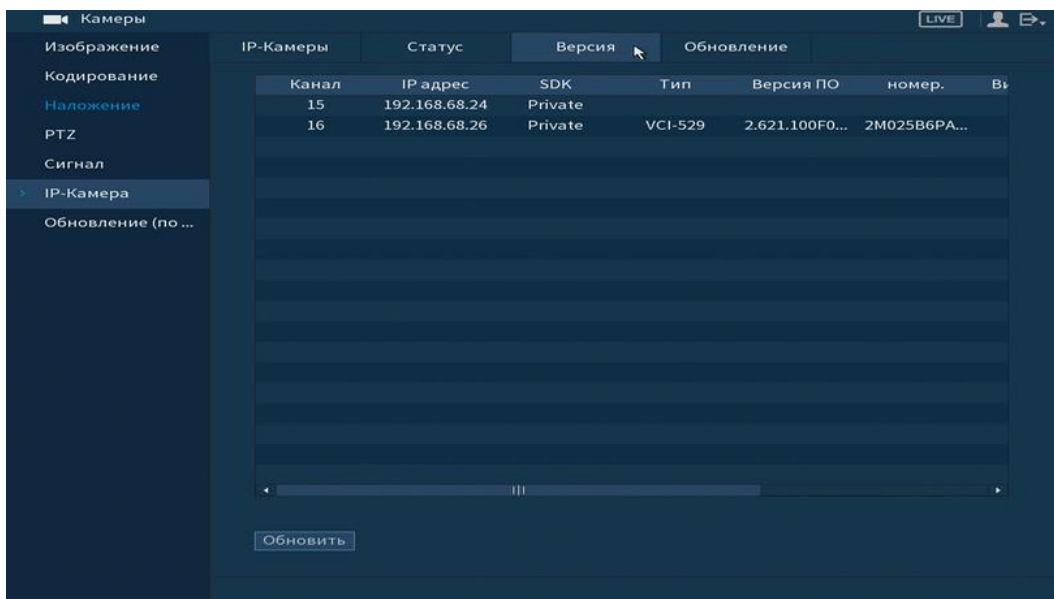 Камеры LIVE
Изображение
Кодирование
Наложение
PTZ
Сигнал
IP-Камера
Обновление (по ...
IP-Камеры Статус Версия Обновление
Канал IP адрес SDK Тип Версия ПО номер. Ви
15 192.168.68.24 Private
16 192.168.68.26 Private VCI-529 2.621.100F0... 2M025B6PA...
Обновить